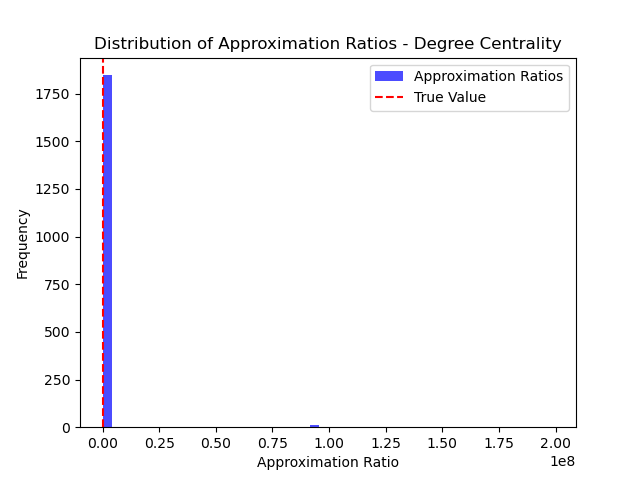 Distribution of Approximation Ratios - Degree Centrality
Approximation Ratios
True Value
Frequency
1750
1500
1250
1000
750
500
250
0
0.00 0.25 0.50 0.75 1.00 1.25 1.50 1.75 2.00
1e8
Approximation Ratio